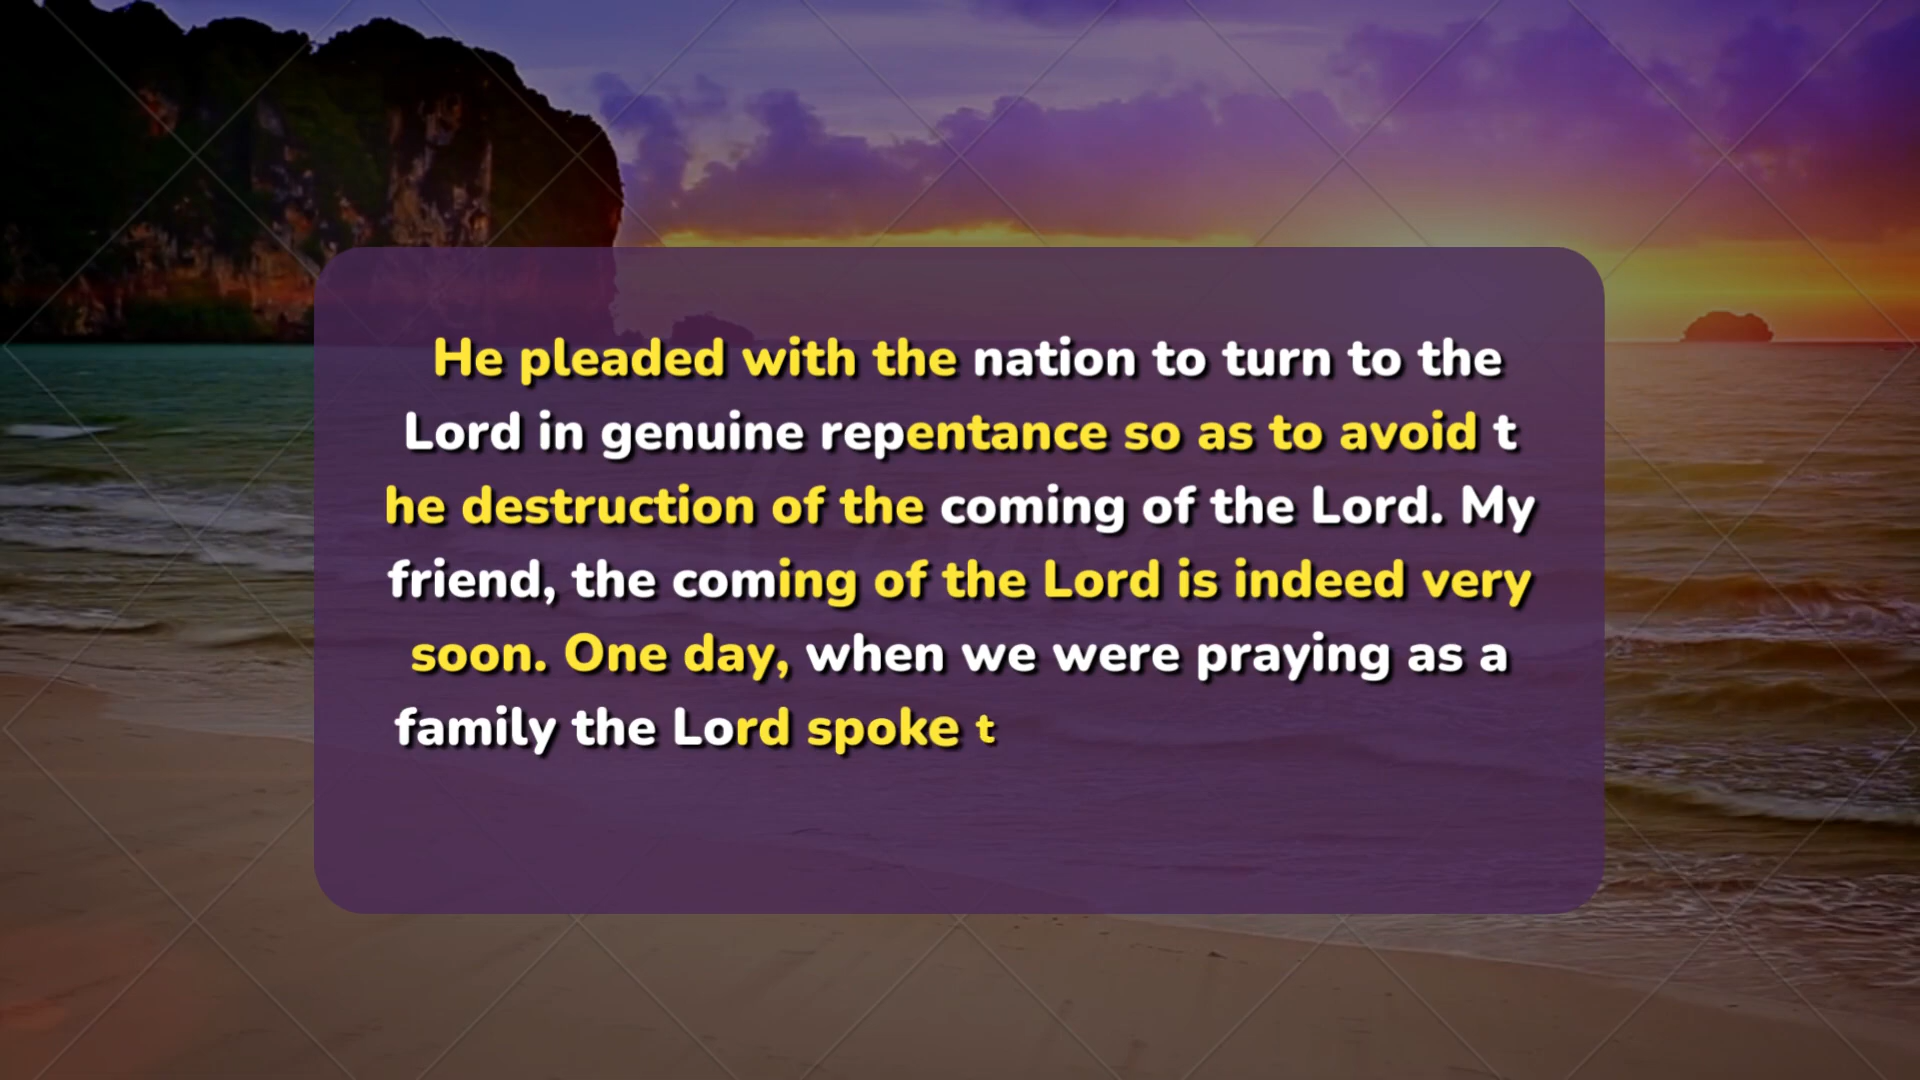 He pleaded with the nation to turn to the
Lord in genuine repentance so as to avoid t
he destruction of the coming of the Lord. My
friend, the coming of the Lord is indeed very
soon. One day, when we were praying as a
family the Lord spoke t